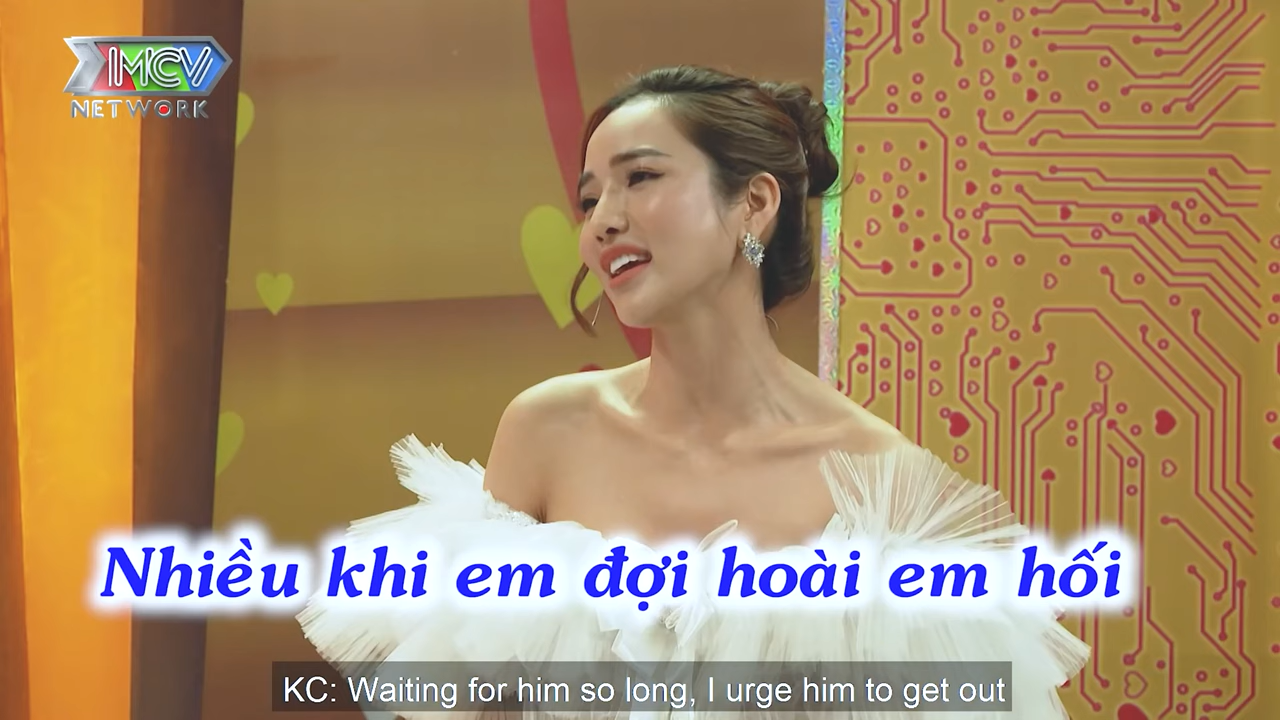 MCV
NETWORK
Nhiều khi em đợi hoài em hối
KC: Waiting for him so long, I urge him to get out